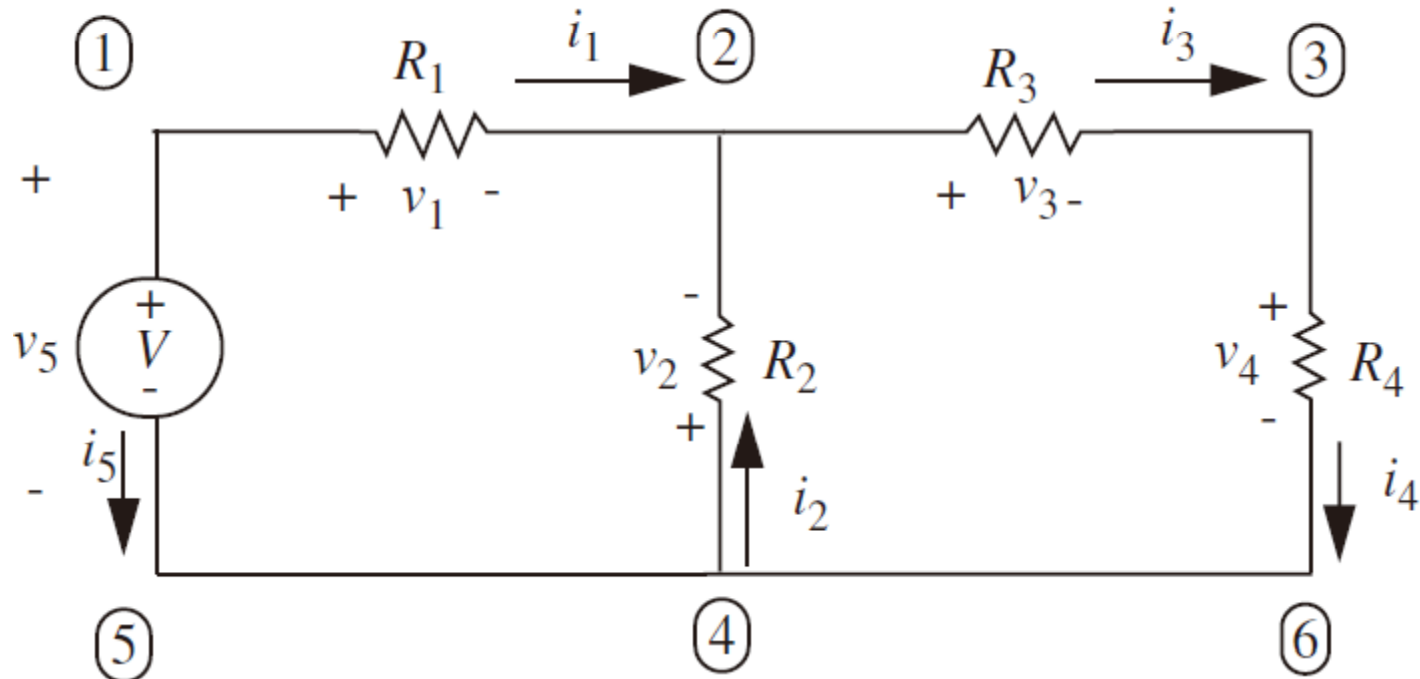 1 i1 2 i3 3
R1 R3
+ + v1 - + v3 -
- +
+
v5 V v2 R2 v4 R4
-
+ -
i5
- i2 i4
5 4 6